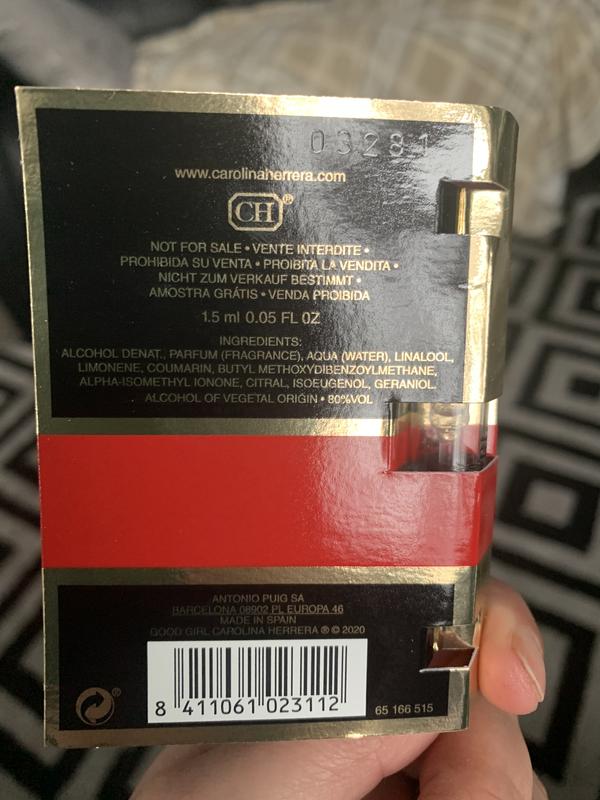 03281
www.carolinaherrera.com
CH®
NOT FOR SALE • VENTE INTERDITE •
PROHIBIDA SU VENTA • PROIBITA LA VENDITA •
NICHT ZUM VERKAUF BESTIMMT •
AMOSTRA GRÁTIS • VENDA PROIBIDA
1.5 ml 0.05 FL OZ
INGREDIENTS:
ALCOHOL DENAT., PARFUM (FRAGRANCE), AQUA (WATER), LINALOOL,
LIMONENE, COUMARIN, BUTYL METHOXYDIBENZOYLMETHANE,
ALPHA-ISOMETHYL IONONE, CITRAL, ISOEUGENOL, GERANIOL.
ALCOHOL OF VEGETAL ORIGIN • 80%VOL
ANTONIO PUIG SA
BARCELONA 08902 PL EUROPA 46
MADE IN SPAIN
GOOD GIRL CAROLINA HERRERA ® © 2020
8 411061 023112
65 166 515